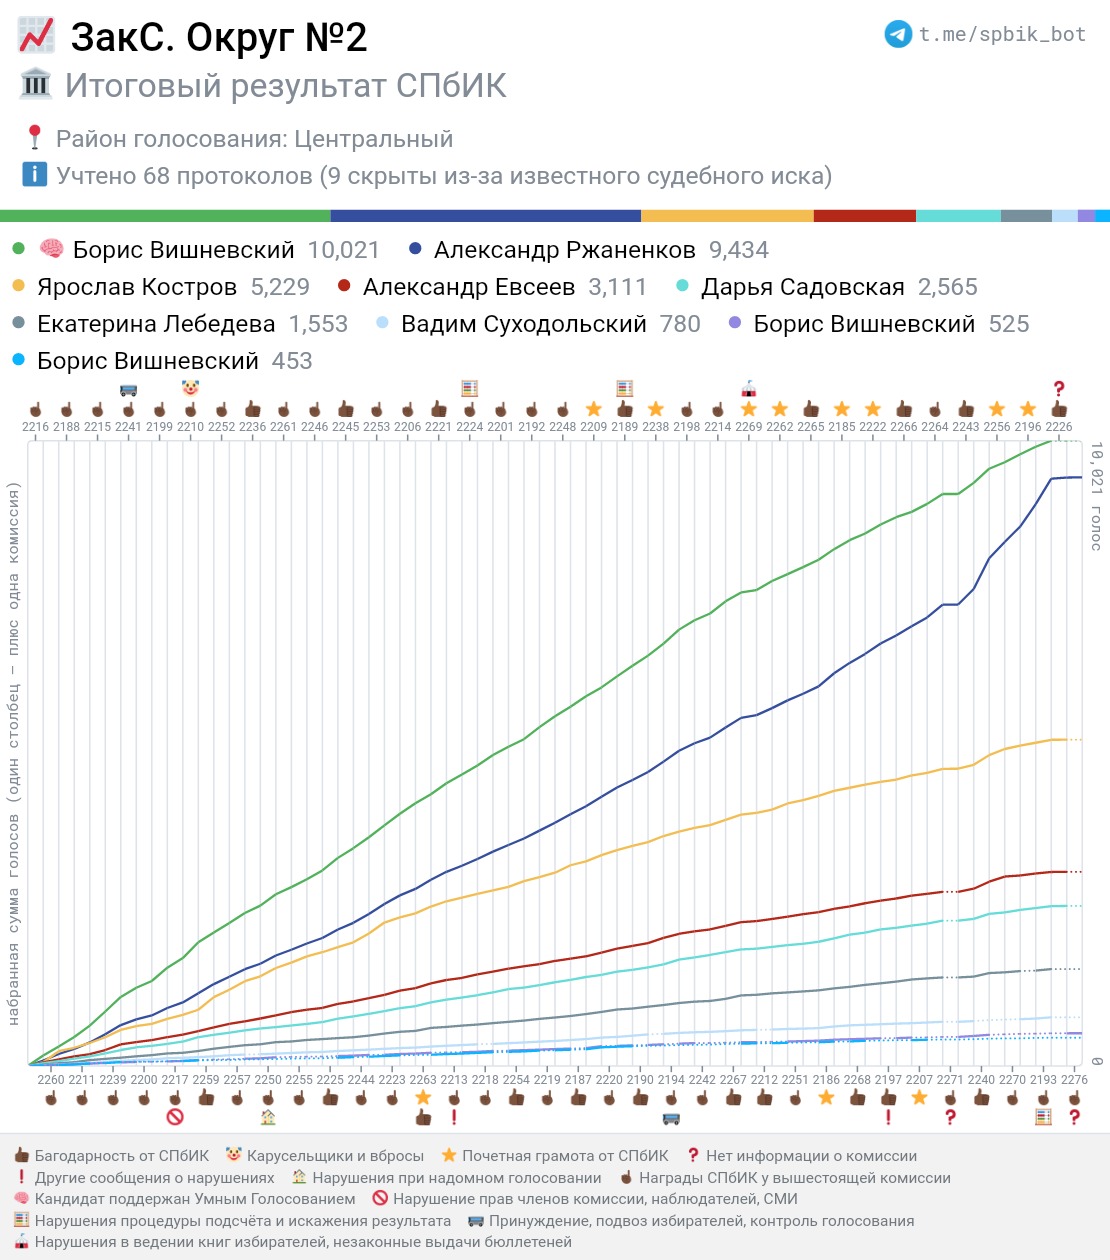 ЗакС. Округ №2
t.me/spbik_bot
Итоговый результат СПбИК
Район голосования: Центральный
Учтено 68 протоколов (9 скрыты из-за известного судебного иска)
Борис Вишневский 10,021 Александр Ржаненков 9,434
Ярослав Костров 5,229 Александр Евсеев 3,111 Дарья Садовская 2,565
Екатерина Лебедева 1,553 Вадим Суходольский 780 Борис Вишневский 525
Борис Вишневский 453
2216 2188 2215 2241 2199 2210 2252 2236 2261 2246 2245 2253 2206 2221 2224 2201 2192 2248 2209 2189 2238 2198 2214 2269 2262 2265 2185 2222 2266 2264 2243 2256 2196 2226
набранная сумма голосов (один столбец – плюс одна комиссия)
10,021 голос
0
2260 2211 2239 2200 2217 2259 2257 2250 2255 2225 2244 2223 2263 2213 2218 2254 2219 2187 2220 2190 2194 2242 2267 2212 2251 2186 2268 2197 2207 2271 2240 2270 2193 2276
Багодарность от СПбИК Карусельщики и вбросы Почетная грамота от СПбИК Нет информации о комиссии
Другие сообщения о нарушениях Нарушения при надомном голосовании Награды СПбИК у вышестоящей комиссии
Кандидат поддержан Умным Голосованием Нарушение прав членов комиссии, наблюдателей, СМИ
Нарушения процедуры подсчёта и искажения результата Принуждение, подвоз избирателей, контроль голосования
Нарушения в ведении книг избирателей, незаконные выдачи бюллетеней